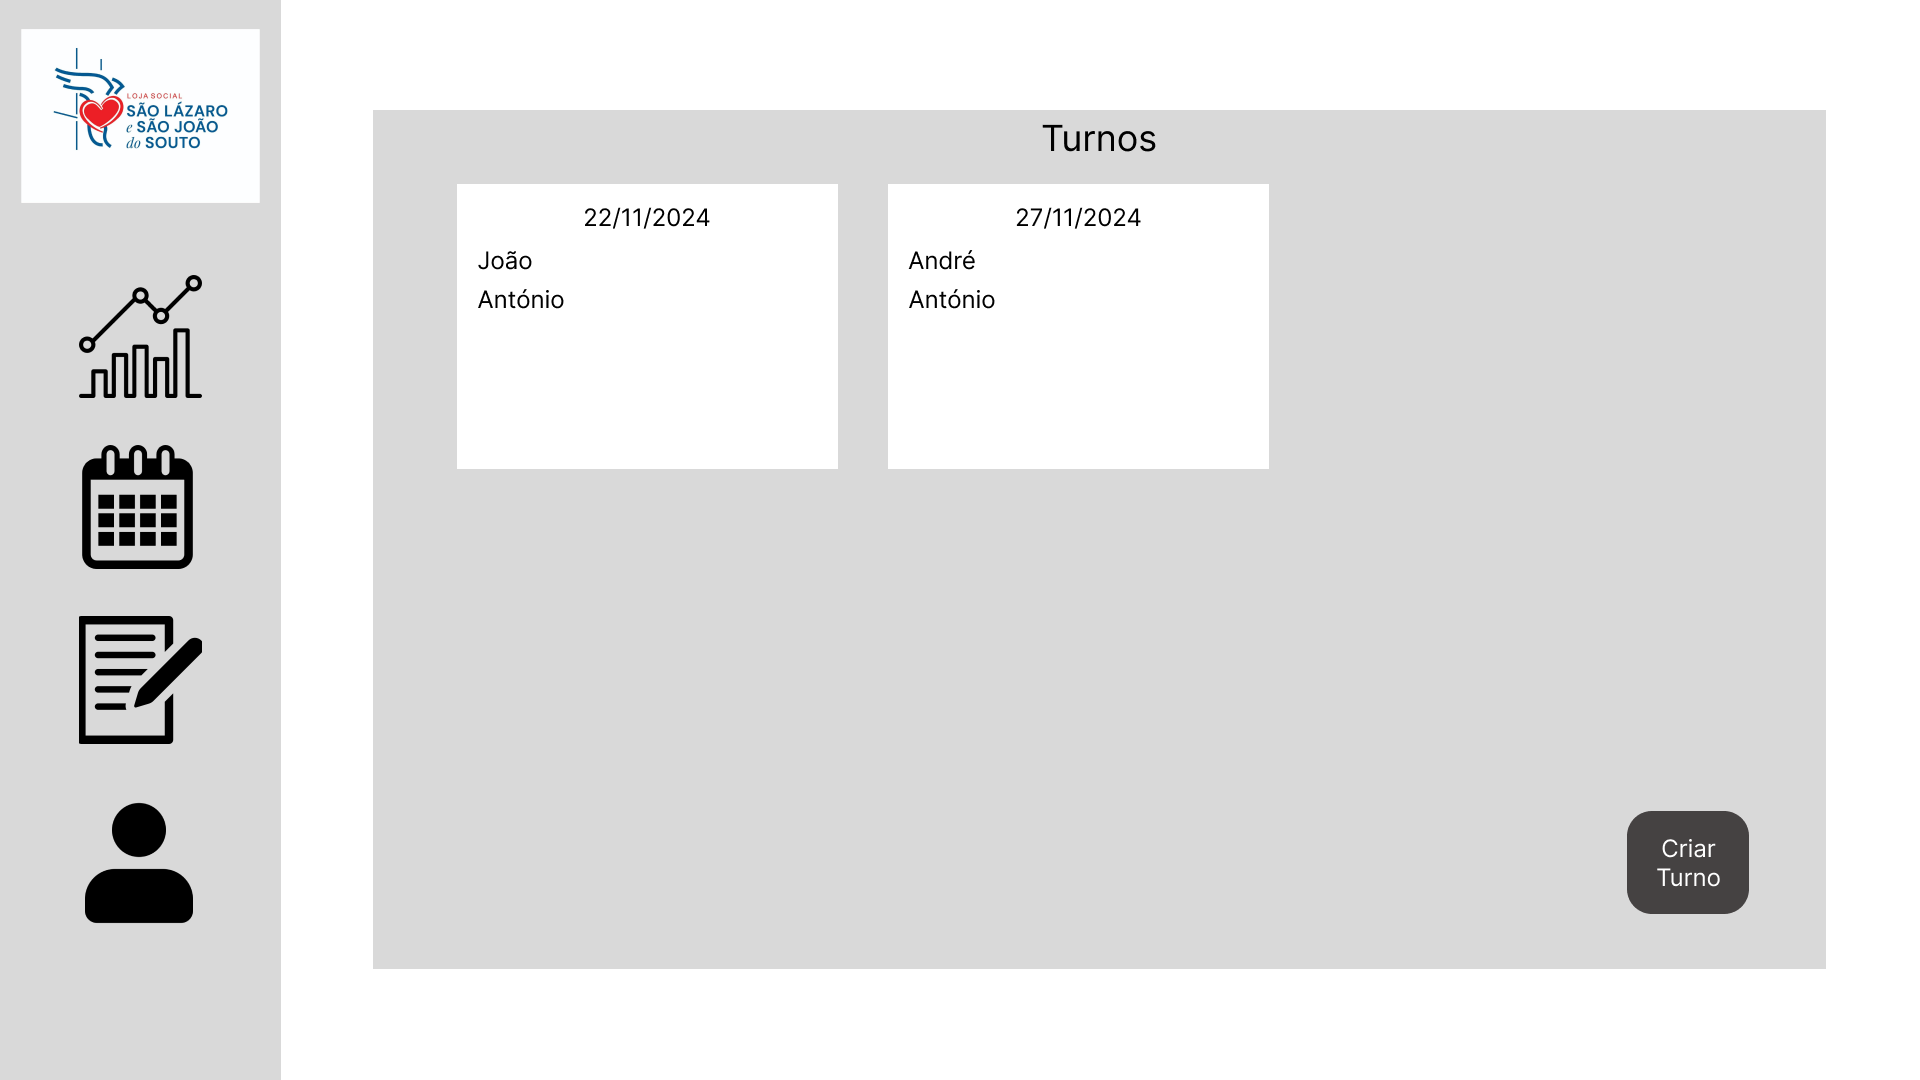 LOJA SOCIAL
SÃO LÁZARO
e SÃO JOÃO
do SOUTO
Turnos
22/11/2024
João
António
27/11/2024
André
António
Criar
Turno